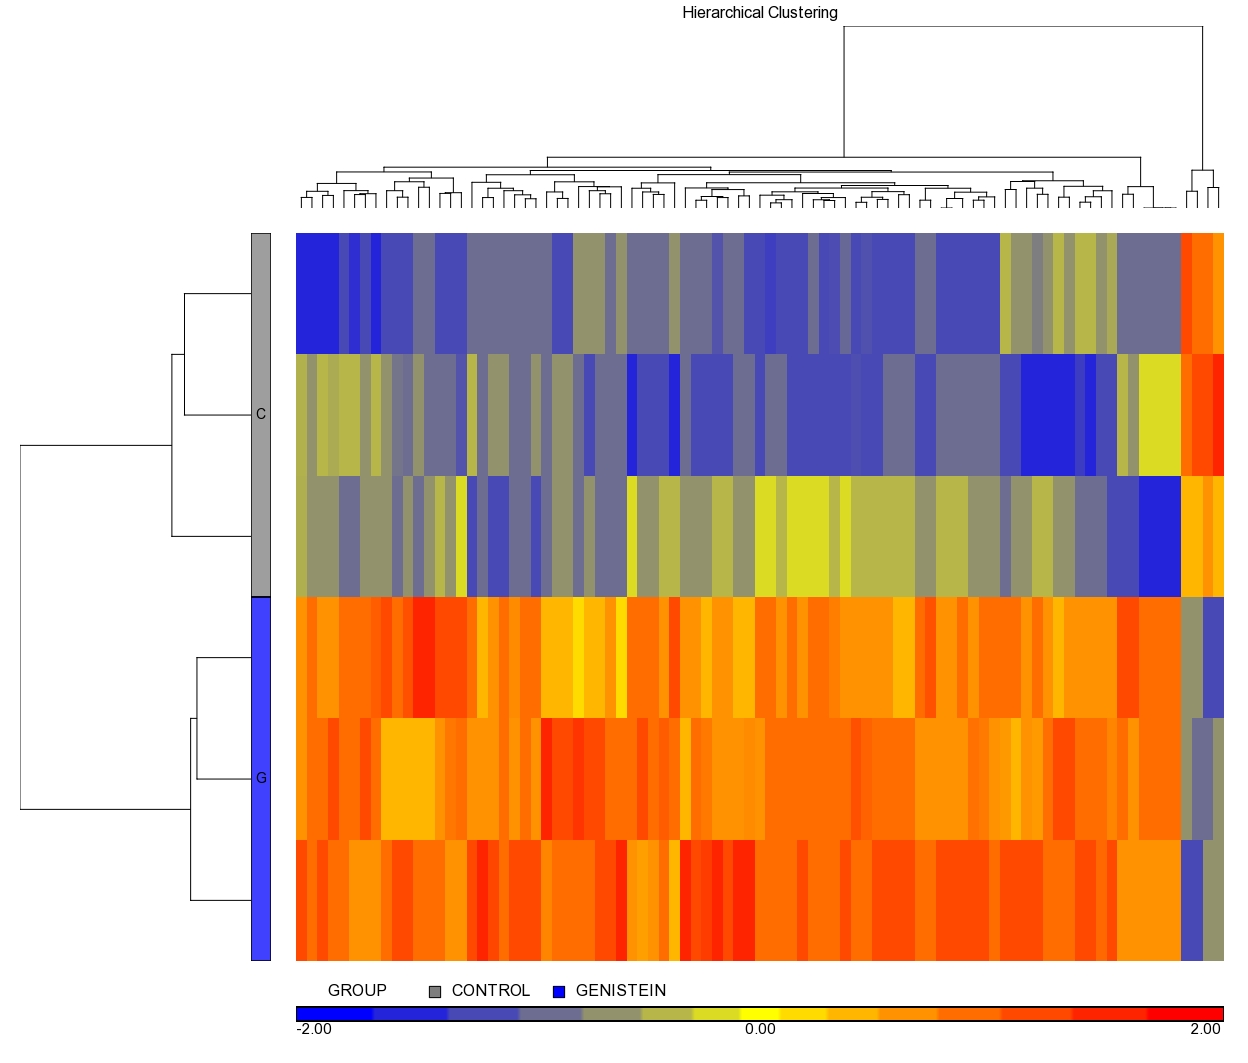 Hierarchical Clustering
C
G
GROUP CONTROL GENISTEIN
-2.00 0.00 2.00